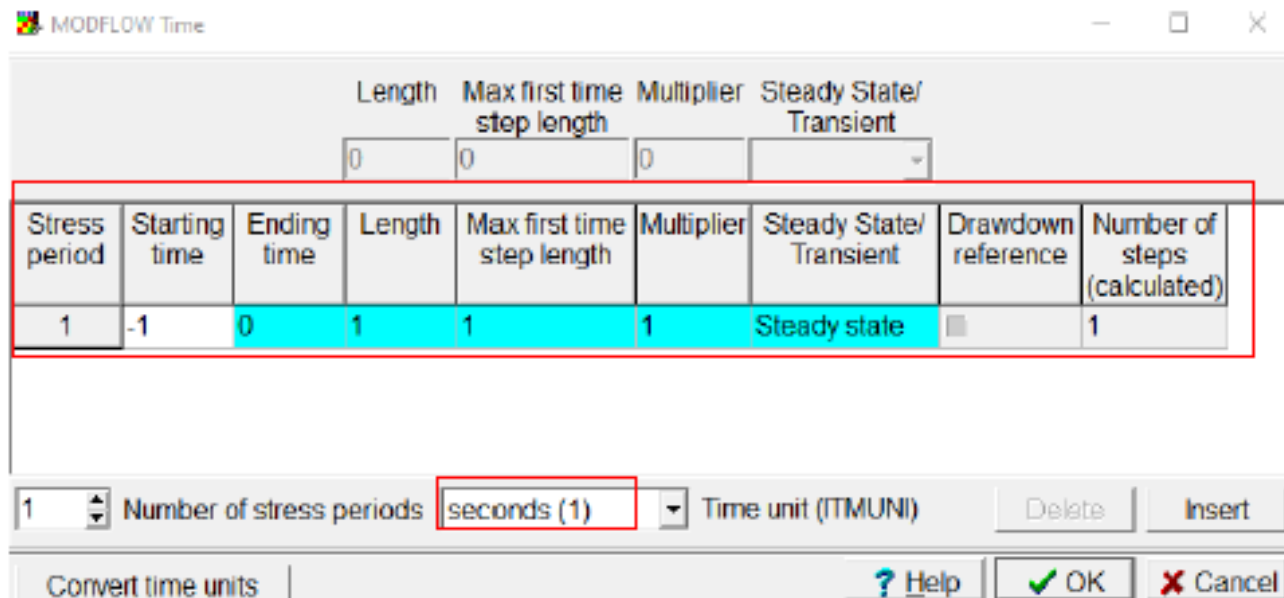 MODFLOW Time
Length Max first time Multiplier Steady State/
step length Transient
0 0 0
Stress Starting Ending Length Max first time Multiplier Steady State/ Drawdown Number of
period time time step length Transient reference steps
(calculated)
1 -1 0 1 1 1 Steady state 1
1 Number of stress periods seconds (1) Time unit (ITMUNI) Delete Insert
Convert time units ? Help OK Cancel